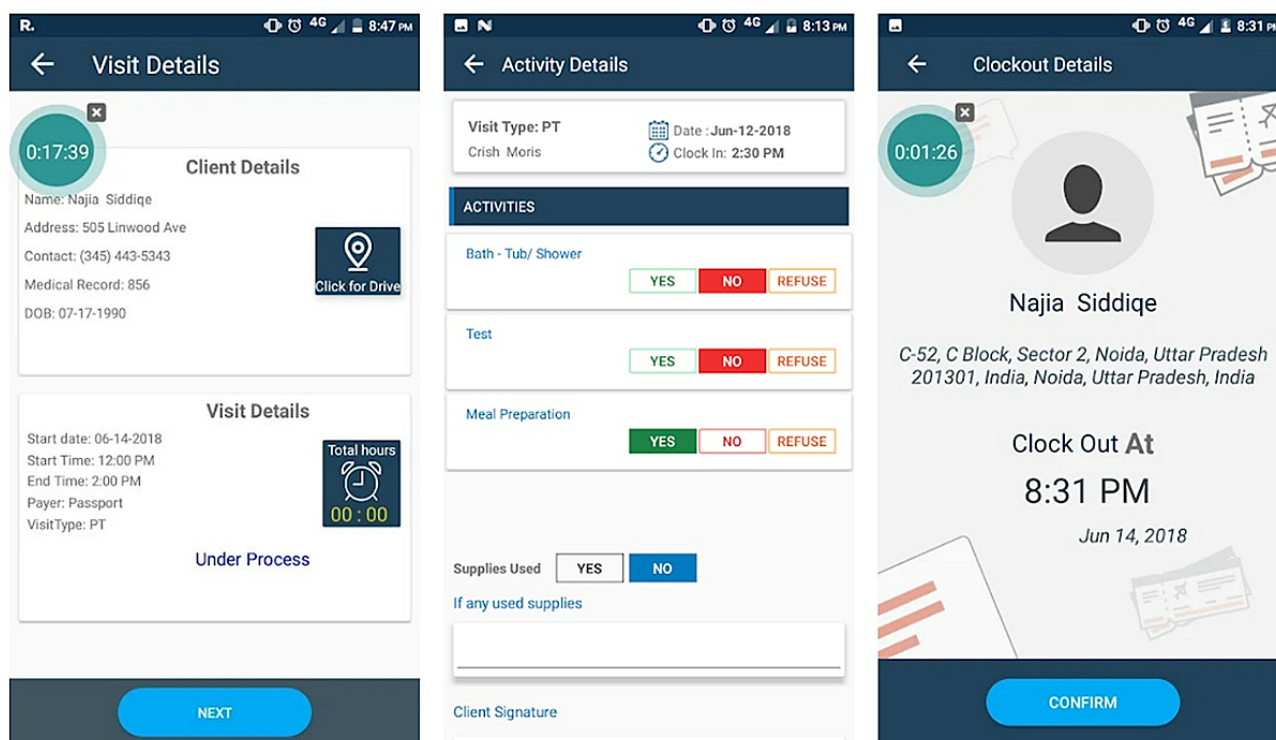 R.
4G
8:47 PM
Visit Details
0:17:39
Client Details
Name: Najia Siddiqe
Address: 505 Linwood Ave
Contact: (345) 443-5343
Medical Record: 856
DOB: 07-17-1990
Click for Drive
Visit Details
Start date: 06-14-2018
Start Time: 12:00 PM
End Time: 2:00 PM
Payer: Passport
VisitType: PT
Total hours
00 : 00
Under Process
NEXT
N
4G
8:13 PM
Activity Details
Visit Type: PT
Crish Moris
Date : Jun-12-2018
Clock In: 2:30 PM
ACTIVITIES
Bath - Tub/ Shower
YES NO REFUSE
Test
YES NO REFUSE
Meal Preparation
YES NO REFUSE
Supplies Used YES NO
If any used supplies
Client Signature
4G
8:31 PM
Clockout Details
0:01:26
Najia Siddiqe
C-52, C Block, Sector 2, Noida, Uttar Pradesh
201301, India, Noida, Uttar Pradesh, India
Clock Out At
8:31 PM
Jun 14, 2018
CONFIRM